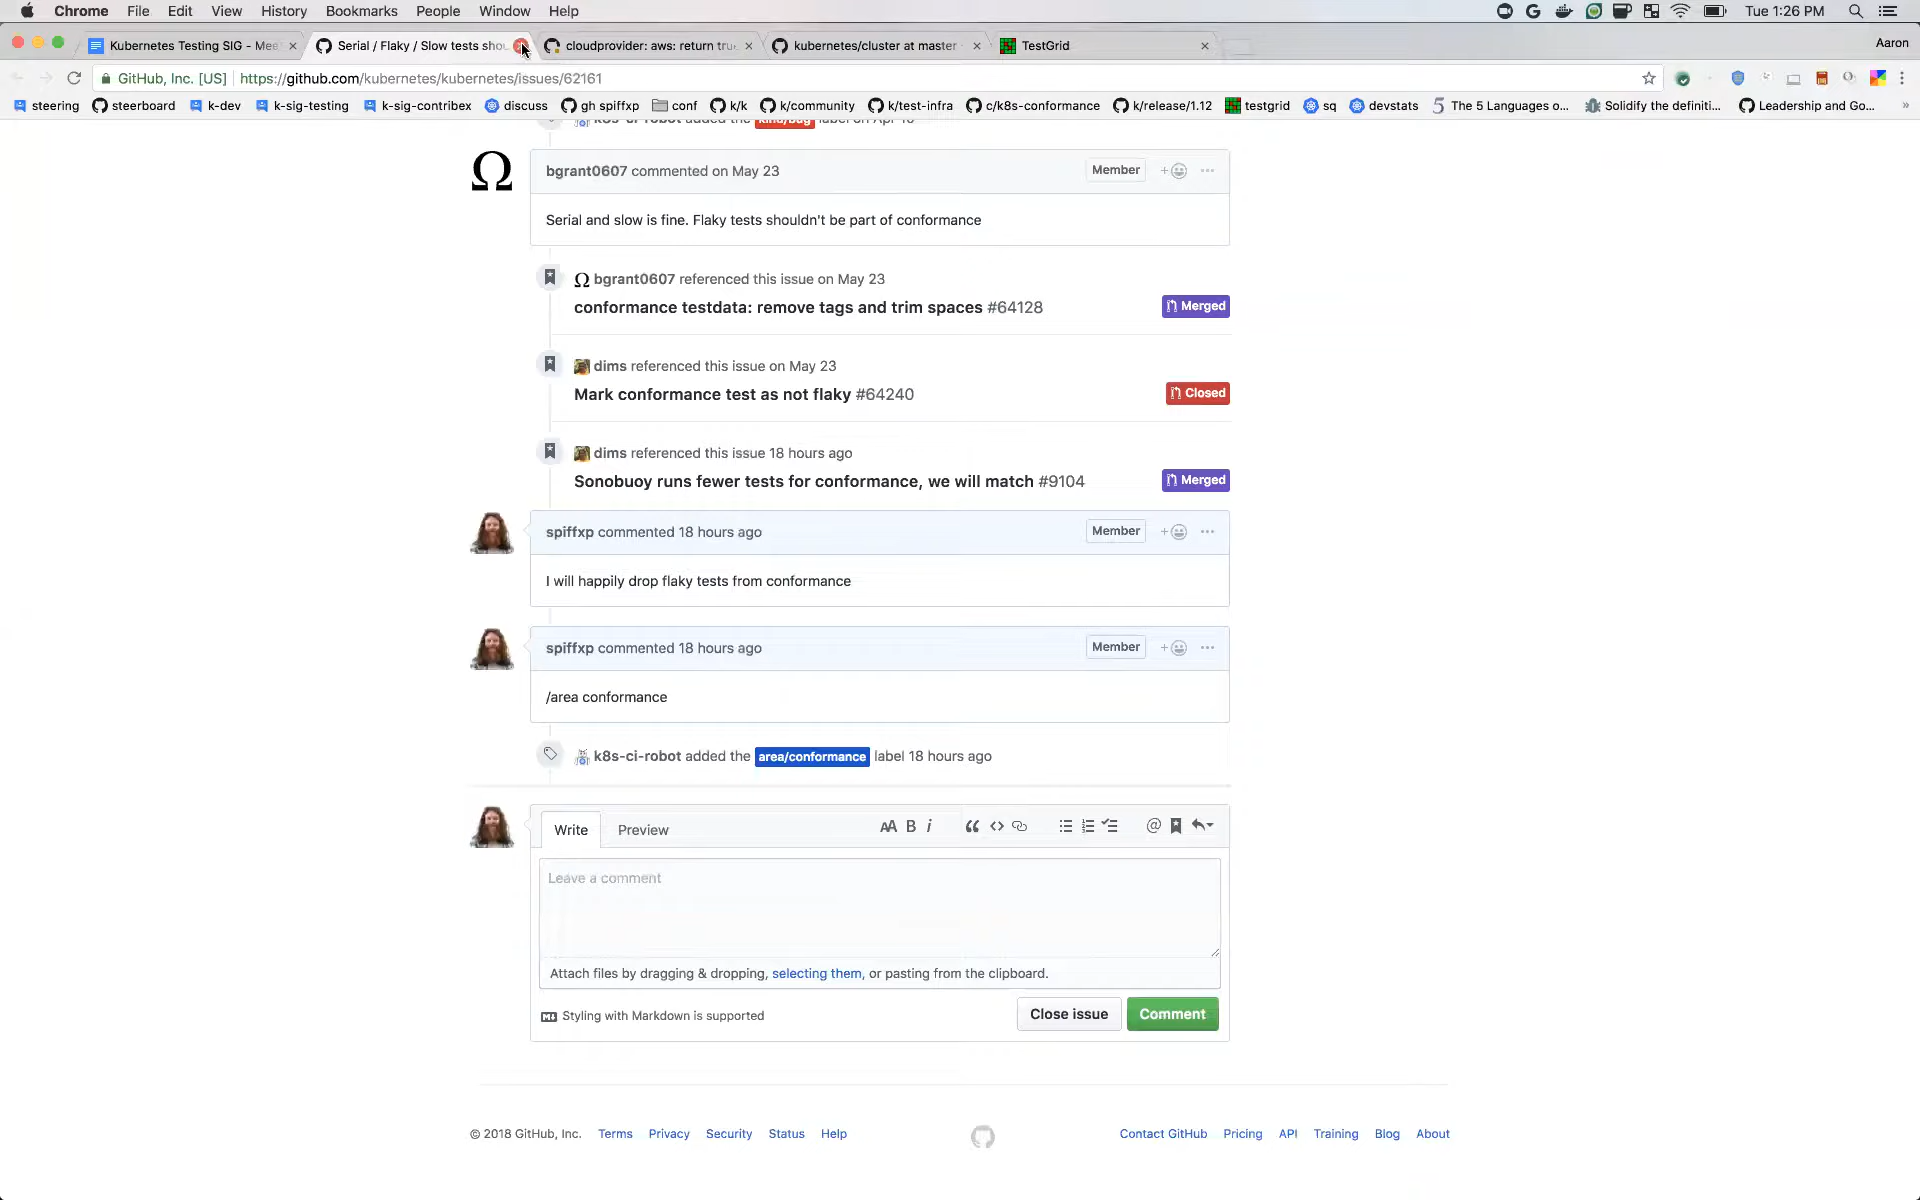 Chrome File Edit View History Bookmarks People Window Help Tue 1:26 PM
Kubernetes Testing SIG - Mee
Serial / Flaky / Slow tests shou
cloudprovider: aws: return tru
kubernetes/cluster at master
TestGrid
Aaron
GitHub, Inc. [US] https://github.com/kubernetes/kubernetes/issues/62161
steering steerboard k-dev k-sig-testing k-sig-contribex discuss gh spiffxp conf k/k k/community k/test-infra c/k8s-conformance k/release/1.12 testgrid sq devstats The 5 Languages o... Solidify the definiti... Leadership and Go... »
k8s-ci-robot added the kind/bug label on Apr
bgrant0607 commented on May 23 Member
Serial and slow is fine. Flaky tests shouldn't be part of conformance
bgrant0607 referenced this issue on May 23
conformance testdata: remove tags and trim spaces #64128 Merged
dims referenced this issue on May 23
Mark conformance test as not flaky #64240 Closed
dims referenced this issue 18 hours ago
Sonobuoy runs fewer tests for conformance, we will match #9104 Merged
spiffxp commented 18 hours ago Member
I will happily drop flaky tests from conformance
spiffxp commented 18 hours ago Member
/area conformance
k8s-ci-robot added the area/conformance label 18 hours ago
Write Preview AA B i
Leave a comment
Attach files by dragging & dropping, selecting them, or pasting from the clipboard.
Styling with Markdown is supported
Close issue Comment
© 2018 GitHub, Inc. Terms Privacy Security Status Help
Contact GitHub Pricing API Training Blog About